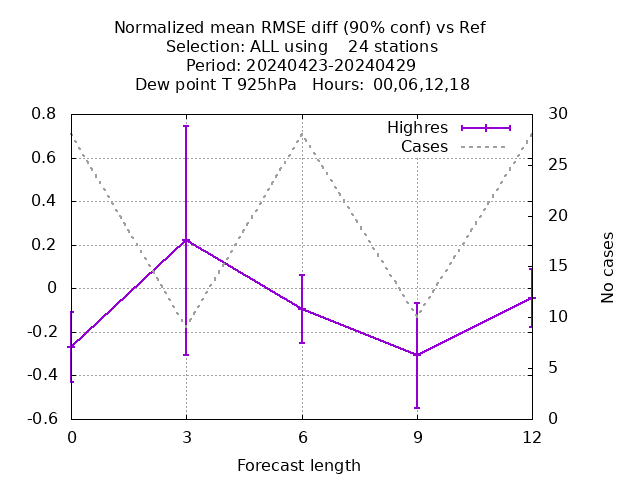 Normalized mean RMSE diff (90% conf) vs Ref
Selection: ALL using    24 stations
Period: 20240423-20240429
Dew point T 925hPa   Hours: 00,06,12,18
Highres
Cases
0.8
0.6
0.4
0.2
0
-0.2
-0.4
-0.6
30
25
20
15
10
5
0
No cases
0 3 6 9 12
Forecast length